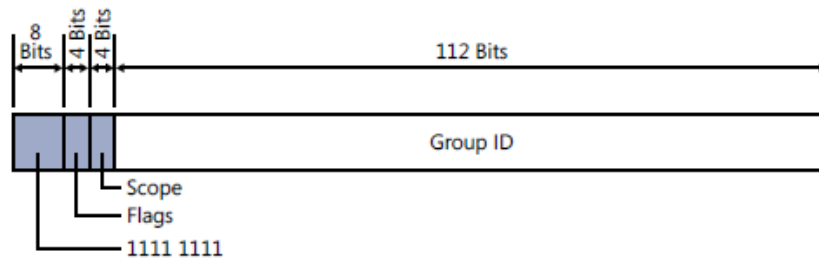 8
Bits
4 Bits
4 Bits
112 Bits
Group ID
Scope
Flags
1111 1111